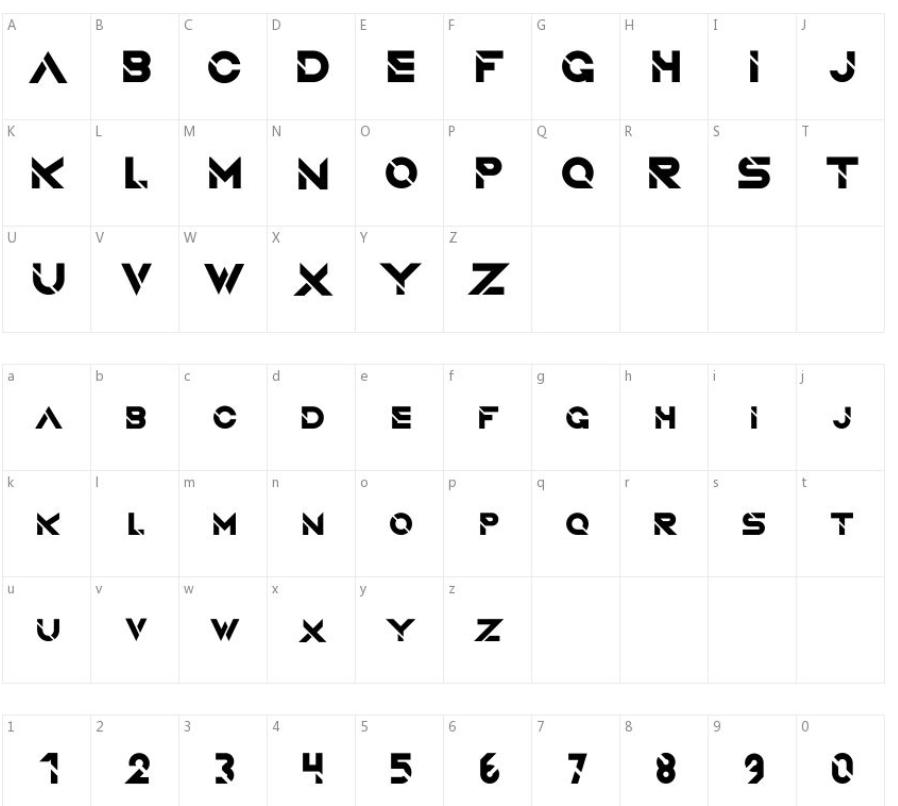 A B C D E F G H I J
A B C D E F G H I J
K L M N O P Q R S T
K L M N O P Q R S T
U V W X Y Z
U V W X Y Z
a b c d e f g h i j
A B C D E F G H I J
k l m n o p q r s t
K L M N O P Q R S T
u v w x y z
U V W X Y Z
1 2 3 4 5 6 7 8 9 0
1 2 3 4 5 6 7 8 9 0